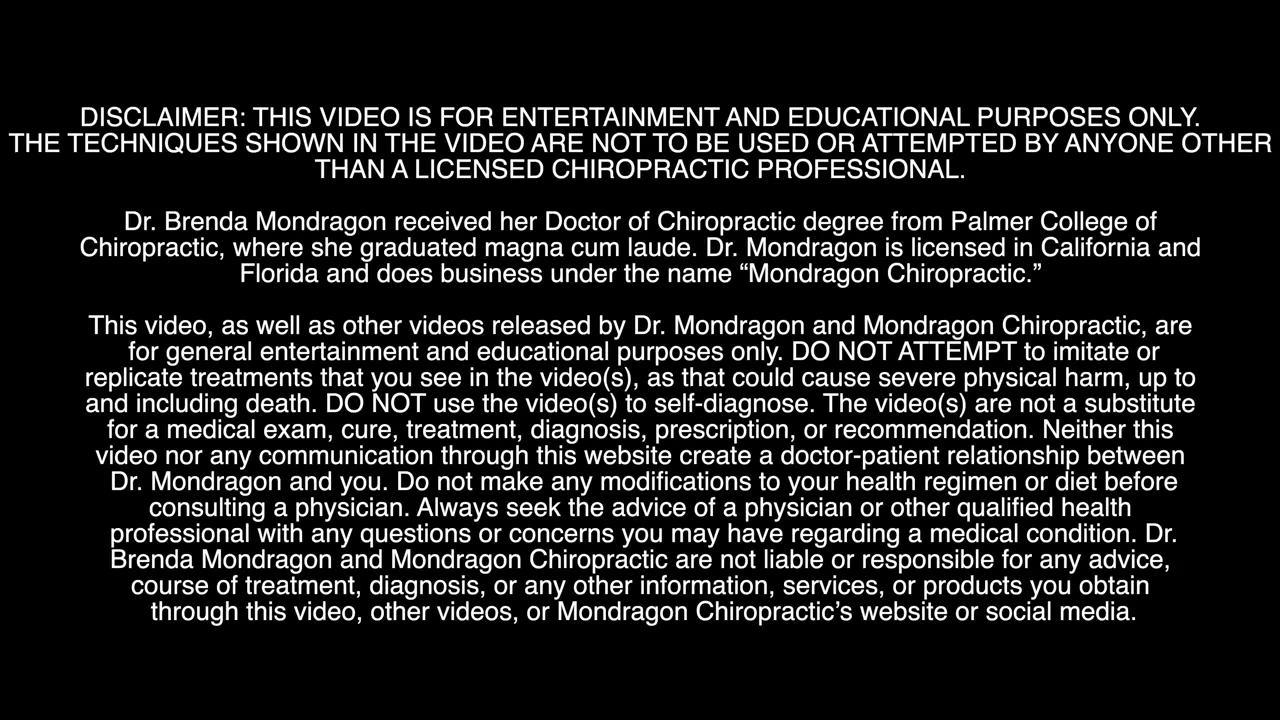 DISCLAIMER: THIS VIDEO IS FOR ENTERTAINMENT AND EDUCATIONAL PURPOSES ONLY.
THE TECHNIQUES SHOWN IN THE VIDEO ARE NOT TO BE USED OR ATTEMPTED BY ANYONE OTHER
THAN A LICENSED CHIROPRACTIC PROFESSIONAL.
Dr. Brenda Mondragon received her Doctor of Chiropractic degree from Palmer College of
Chiropractic, where she graduated magna cum laude. Dr. Mondragon is licensed in California and
Florida and does business under the name “Mondragon Chiropractic.”
This video, as well as other videos released by Dr. Mondragon and Mondragon Chiropractic, are
for general entertainment and educational purposes only. DO NOT ATTEMPT to imitate or
replicate treatments that you see in the video(s), as that could cause severe physical harm, up to
and including death. DO NOT use the video(s) to self-diagnose. The video(s) are not a substitute
for a medical exam, cure, treatment, diagnosis, prescription, or recommendation. Neither this
video nor any communication through this website create a doctor-patient relationship between
Dr. Mondragon and you. Do not make any modifications to your health regimen or diet before
consulting a physician. Always seek the advice of a physician or other qualified health
professional with any questions or concerns you may have regarding a medical condition. Dr.
Brenda Mondragon and Mondragon Chiropractic are not liable or responsible for any advice,
course of treatment, diagnosis, or any other information, services, or products you obtain
through this video, other videos, or Mondragon Chiropractic’s website or social media.